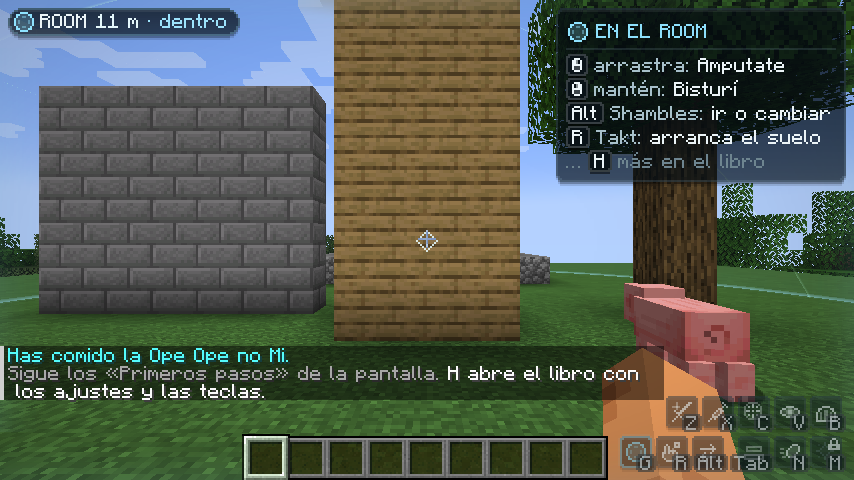 ROOM 11 m · dentro
EN EL ROOM
arrastra: Amputate
mantén: Bisturí
Alt Shambles: ir o cambiar
R Takt: arranca el suelo
... H más en el libro
Has comido la Ope Ope no Mi.
Sigue los «Primeros pasos» de la pantalla. H abre el libro con
los ajustes y las teclas.
Z X C V B
G R Alt Tab N M